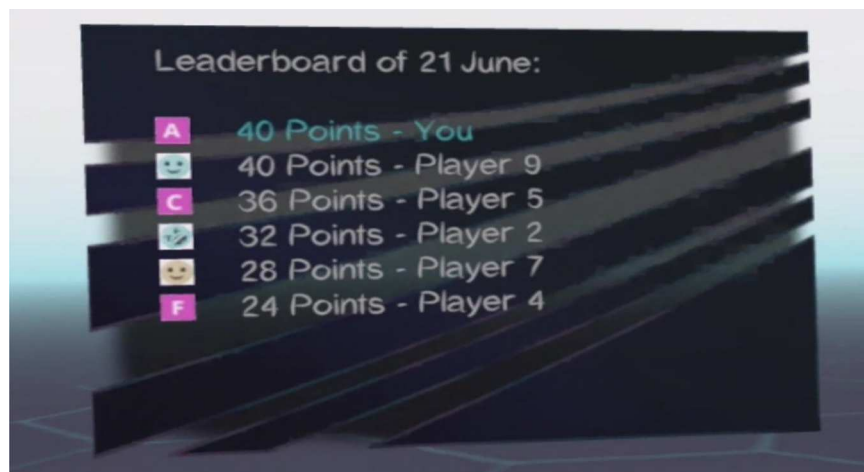 Leaderboard of 21 June:
A 40 Points - You
40 Points - Player 9
C 36 Points - Player 5
32 Points - Player 2
28 Points - Player 7
F 24 Points - Player 4